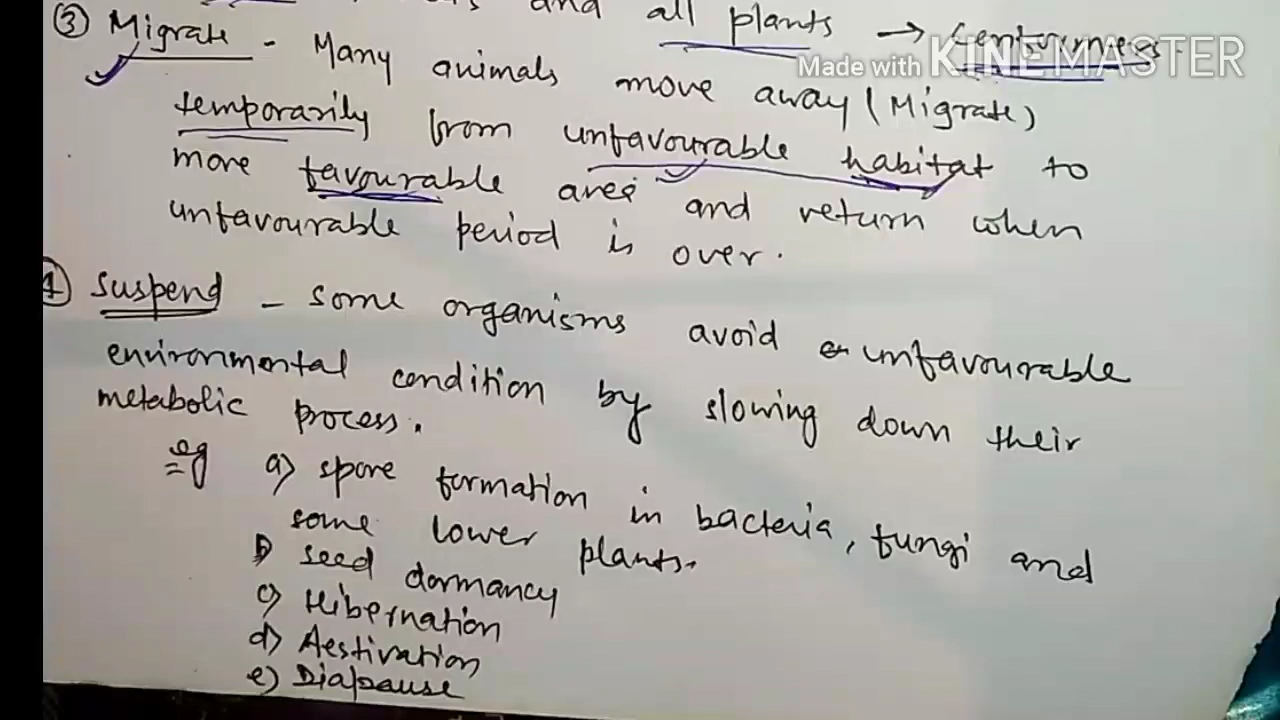 and all plants →
③ Migrate - Many animals move away (Migrate)
temporarily from unfavourable habitat to
more favourable area and return when
unfavourable period is over.
④ Suspend - some organisms avoid unfavourable
environmental condition by slowing down their
metabolic process.
eg a) spore formation in bacteria, fungi and
some lower plants.
b) seed dormancy
c) Hibernation
d) Aestivation
e) Diapause
Made with KINEMASTER